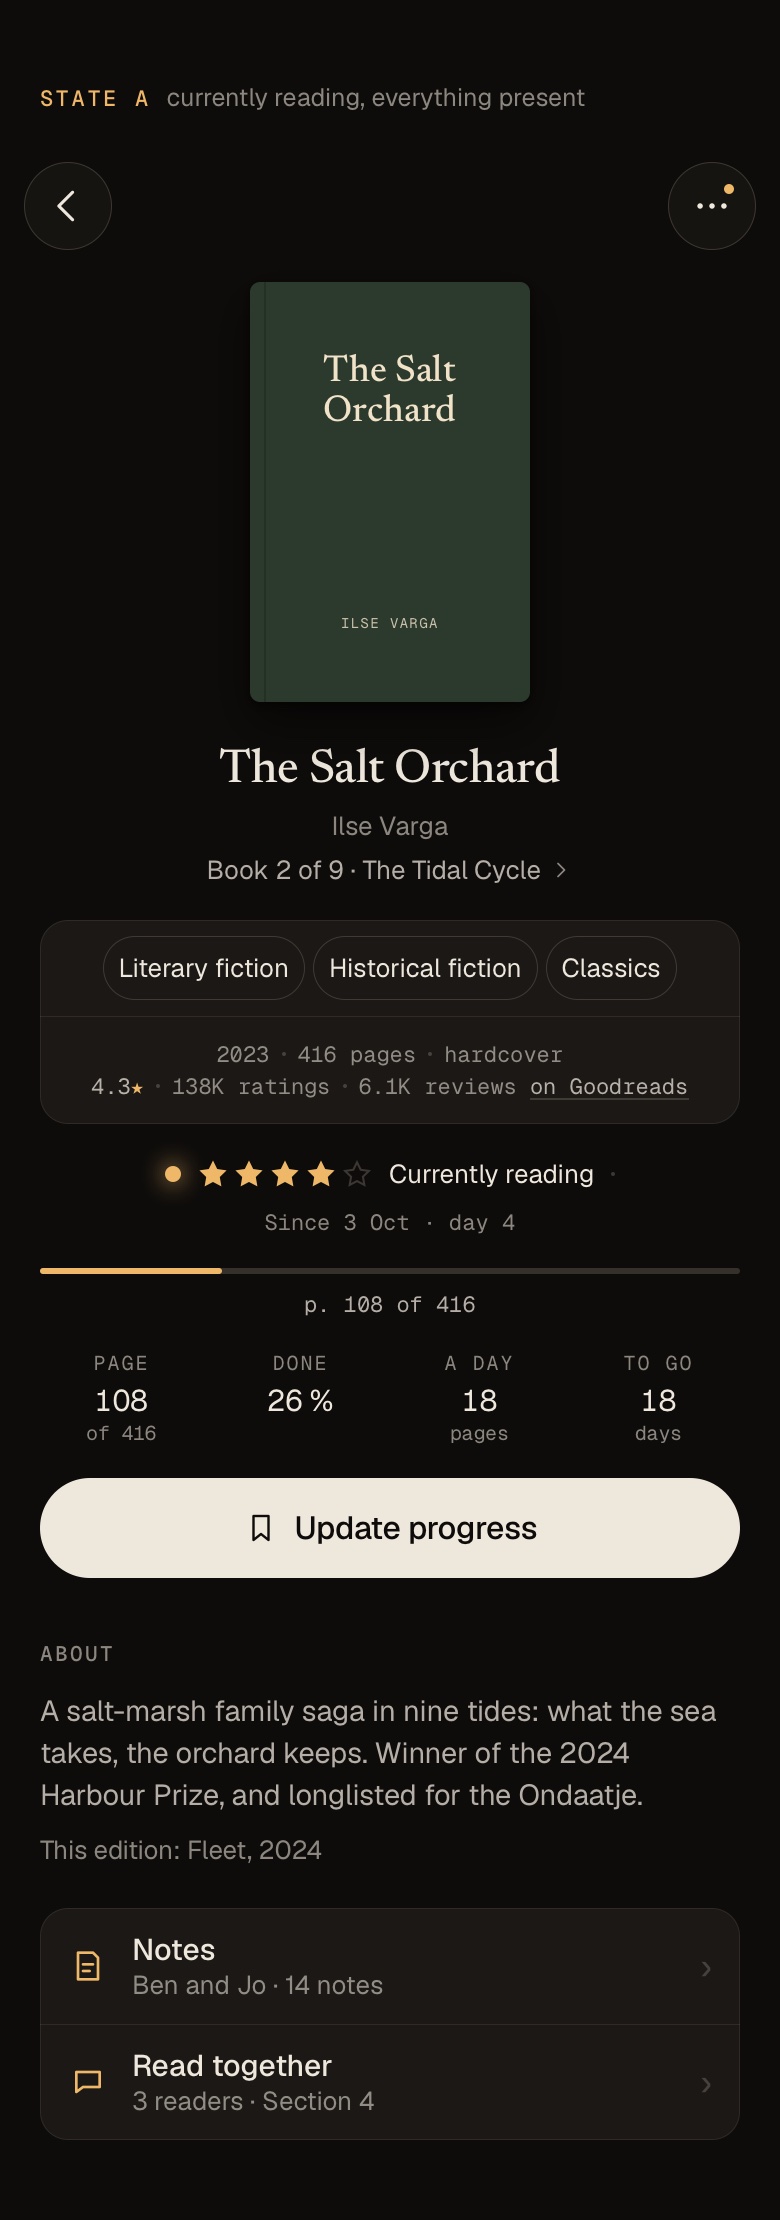 STATE A currently reading, everything present
The Salt
Orchard
ILSE VARGA
The Salt Orchard
Ilse Varga
Book 2 of 9 · The Tidal Cycle
Literary fiction Historical fiction Classics
2023 · 416 pages · hardcover
4.3★ · 138K ratings · 6.1K reviews on Goodreads
Currently reading ·
Since 3 Oct · day 4
p. 108 of 416
PAGE DONE A DAY TO GO
108 26 % 18 18
of 416 pages days
Update progress
ABOUT
A salt-marsh family saga in nine tides: what the sea
takes, the orchard keeps. Winner of the 2024
Harbour Prize, and longlisted for the Ondaatje.
This edition: Fleet, 2024
Notes
Ben and Jo · 14 notes
Read together
3 readers · Section 4